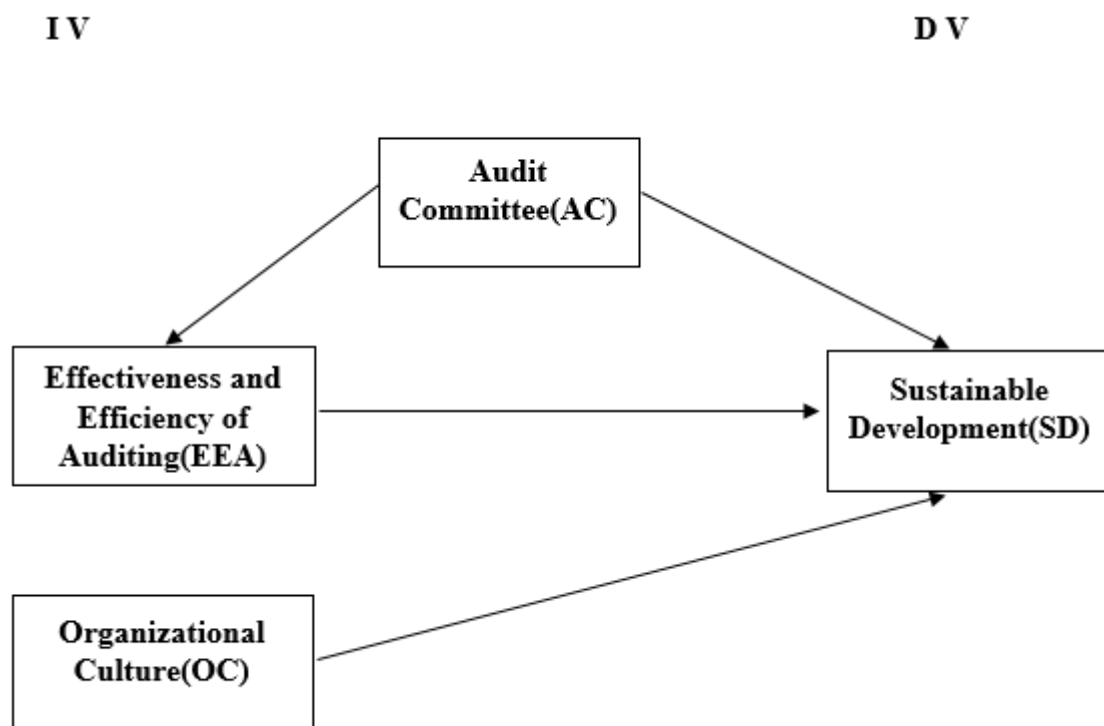 I V
D V
Audit
Committee(AC)
Effectiveness and
Efficiency of
Auditing(EEA)
Sustainable
Development(SD)
Organizational
Culture(OC)